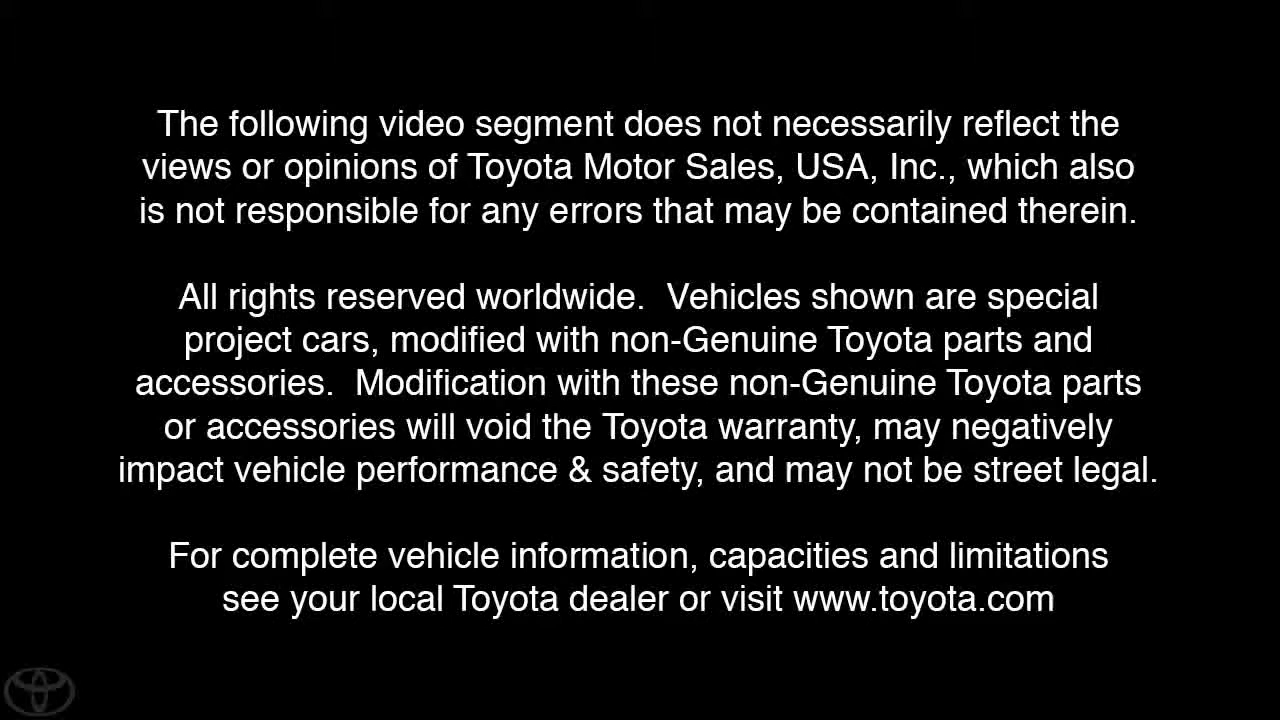 The following video segment does not necessarily reflect the
views or opinions of Toyota Motor Sales, USA, Inc., which also
is not responsible for any errors that may be contained therein.
All rights reserved worldwide.  Vehicles shown are special
project cars, modified with non-Genuine Toyota parts and
accessories.  Modification with these non-Genuine Toyota parts
or accessories will void the Toyota warranty, may negatively
impact vehicle performance & safety, and may not be street legal.
For complete vehicle information, capacities and limitations
see your local Toyota dealer or visit www.toyota.com